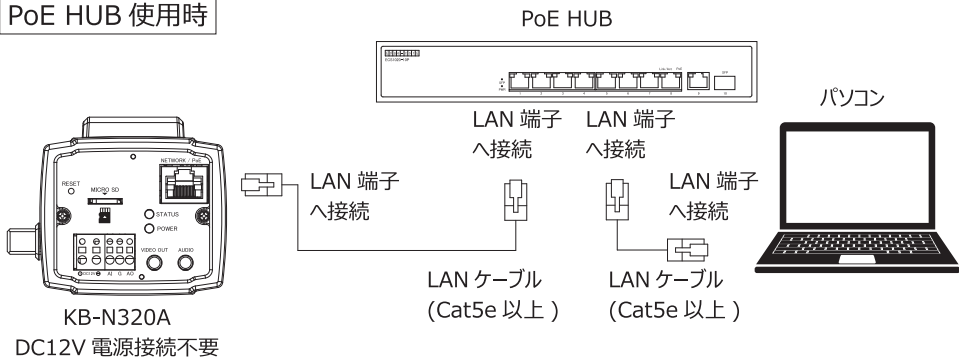 PoE HUB 使用時
PoE HUB
LAN 端子
へ接続
LAN 端子
へ接続
パソコン
NETWORK / PoE
RESET
MICRO SD
STATUS
POWER
VIDEO OUT
AUDIO
DC12V
AI G AO
LAN 端子
へ接続
LAN 端子
へ接続
LAN ケーブル
(Cat5e 以上 )
LAN ケーブル
(Cat5e 以上 )
KB-N320A
DC12V 電源接続不要